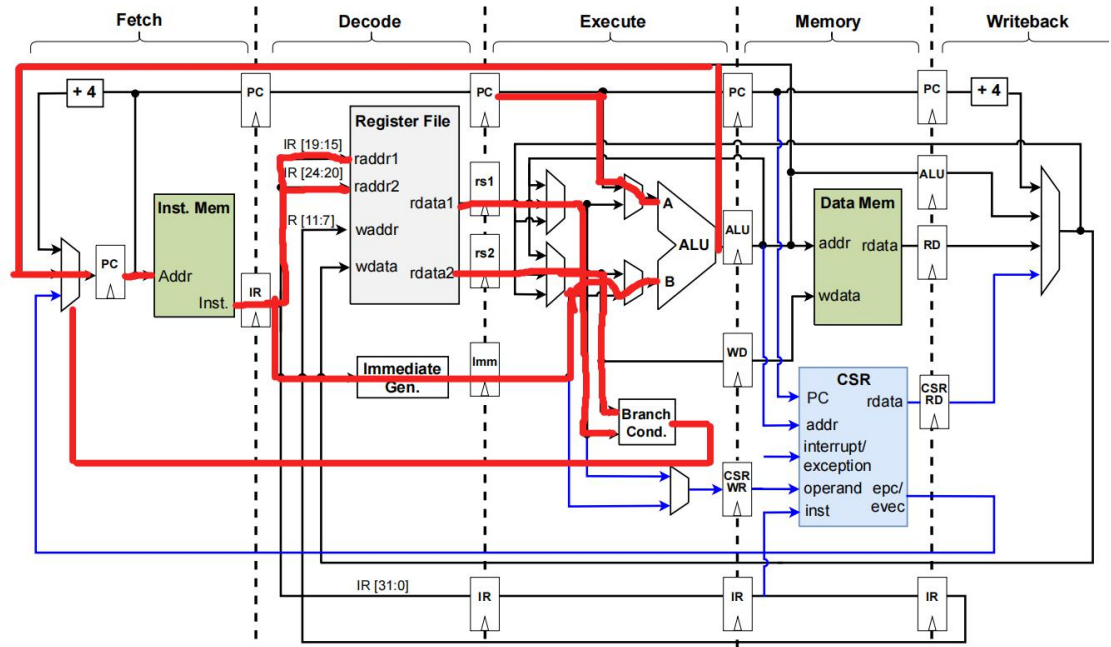 Fetch
Decode
Execute
Memory
Writeback
+ 4
PC
PC
PC
PC
+ 4
Register File
IR [19:15]
raddr1
IR [24:20]
raddr2
rdata1
IR [11:7]
waddr
wdata
rdata2
rs1
rs2
Inst. Mem
PC
Addr
Inst.
IR
A
ALU
B
ALU
ALU
Data Mem
addr
rdata
RD
wdata
Imm
Immediate
Gen.
WD
Branch
Cond.
CSR
PC
rdata
addr
interrupt/
exception
operand
epc/
evec
inst
CSR
RD
CSR
WR
IR [31:0]
IR
IR
IR